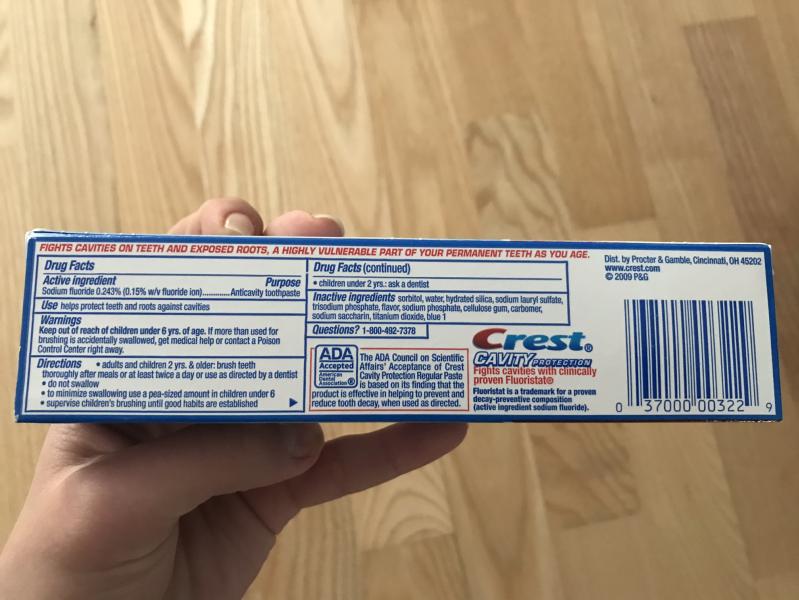 FIGHTS CAVITIES ON TEETH AND EXPOSED ROOTS, A HIGHLY VULNERABLE PART OF YOUR PERMANENT TEETH AS YOU AGE.
Drug Facts
Active ingredient Purpose
Sodium fluoride 0.243% (0.15% w/v fluoride ion)............Anticavity toothpaste
Use helps protect teeth and roots against cavities
Warnings
Keep out of reach of children under 6 yrs. of age. If more than used for
brushing is accidentally swallowed, get medical help or contact a Poison
Control Center right away.
Directions • adults and children 2 yrs. & older: brush teeth
thoroughly after meals or at least twice a day or use as directed by a dentist
• do not swallow
• to minimize swallowing use a pea-sized amount in children under 6
• supervise children's brushing until good habits are established
Drug Facts (continued)
• children under 2 yrs.: ask a dentist
Inactive ingredients sorbitol, water, hydrated silica, sodium lauryl sulfate,
trisodium phosphate, flavor, sodium phosphate, cellulose gum, carbomer,
sodium saccharin, titanium dioxide, blue 1
Questions? 1-800-492-7378
ADA
Accepted
American
Dental
Association ®
The ADA Council on Scientific
Affairs' Acceptance of Crest
Cavity Protection Regular Paste
is based on its finding that the
product is effective in helping to prevent and
reduce tooth decay, when used as directed.
Crest®
CAVITY PROTECTION
Fights cavities with clinically
proven Fluoristat®
Fluoristat is a trademark for a proven
decay-preventive composition
(active ingredient sodium fluoride).
Dist. by Procter & Gamble, Cincinnati, OH 45202
www.crest.com
© 2009 P&G
0 37000 00322 9